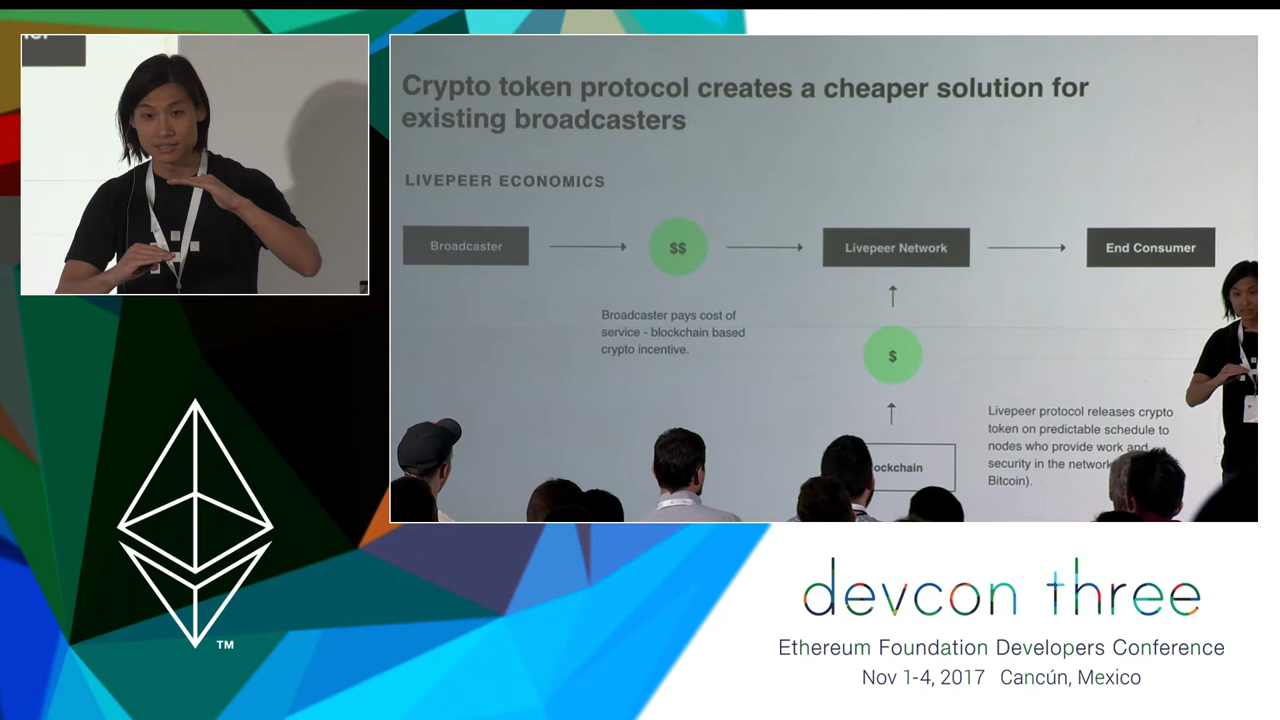 Crypto token protocol creates a cheaper solution for
existing broadcasters
LIVEPEER ECONOMICS
Broadcaster
$$
Livepeer Network
End Consumer
Broadcaster pays cost of
service - blockchain based
crypto incentive.
$
Livepeer protocol releases crypto
token on predictable schedule to
nodes who provide work and
security in the network
Bitcoin).
ockchain
TM
devcon three
Ethereum Foundation Developers Conference
Nov 1-4, 2017 Cancún, Mexico